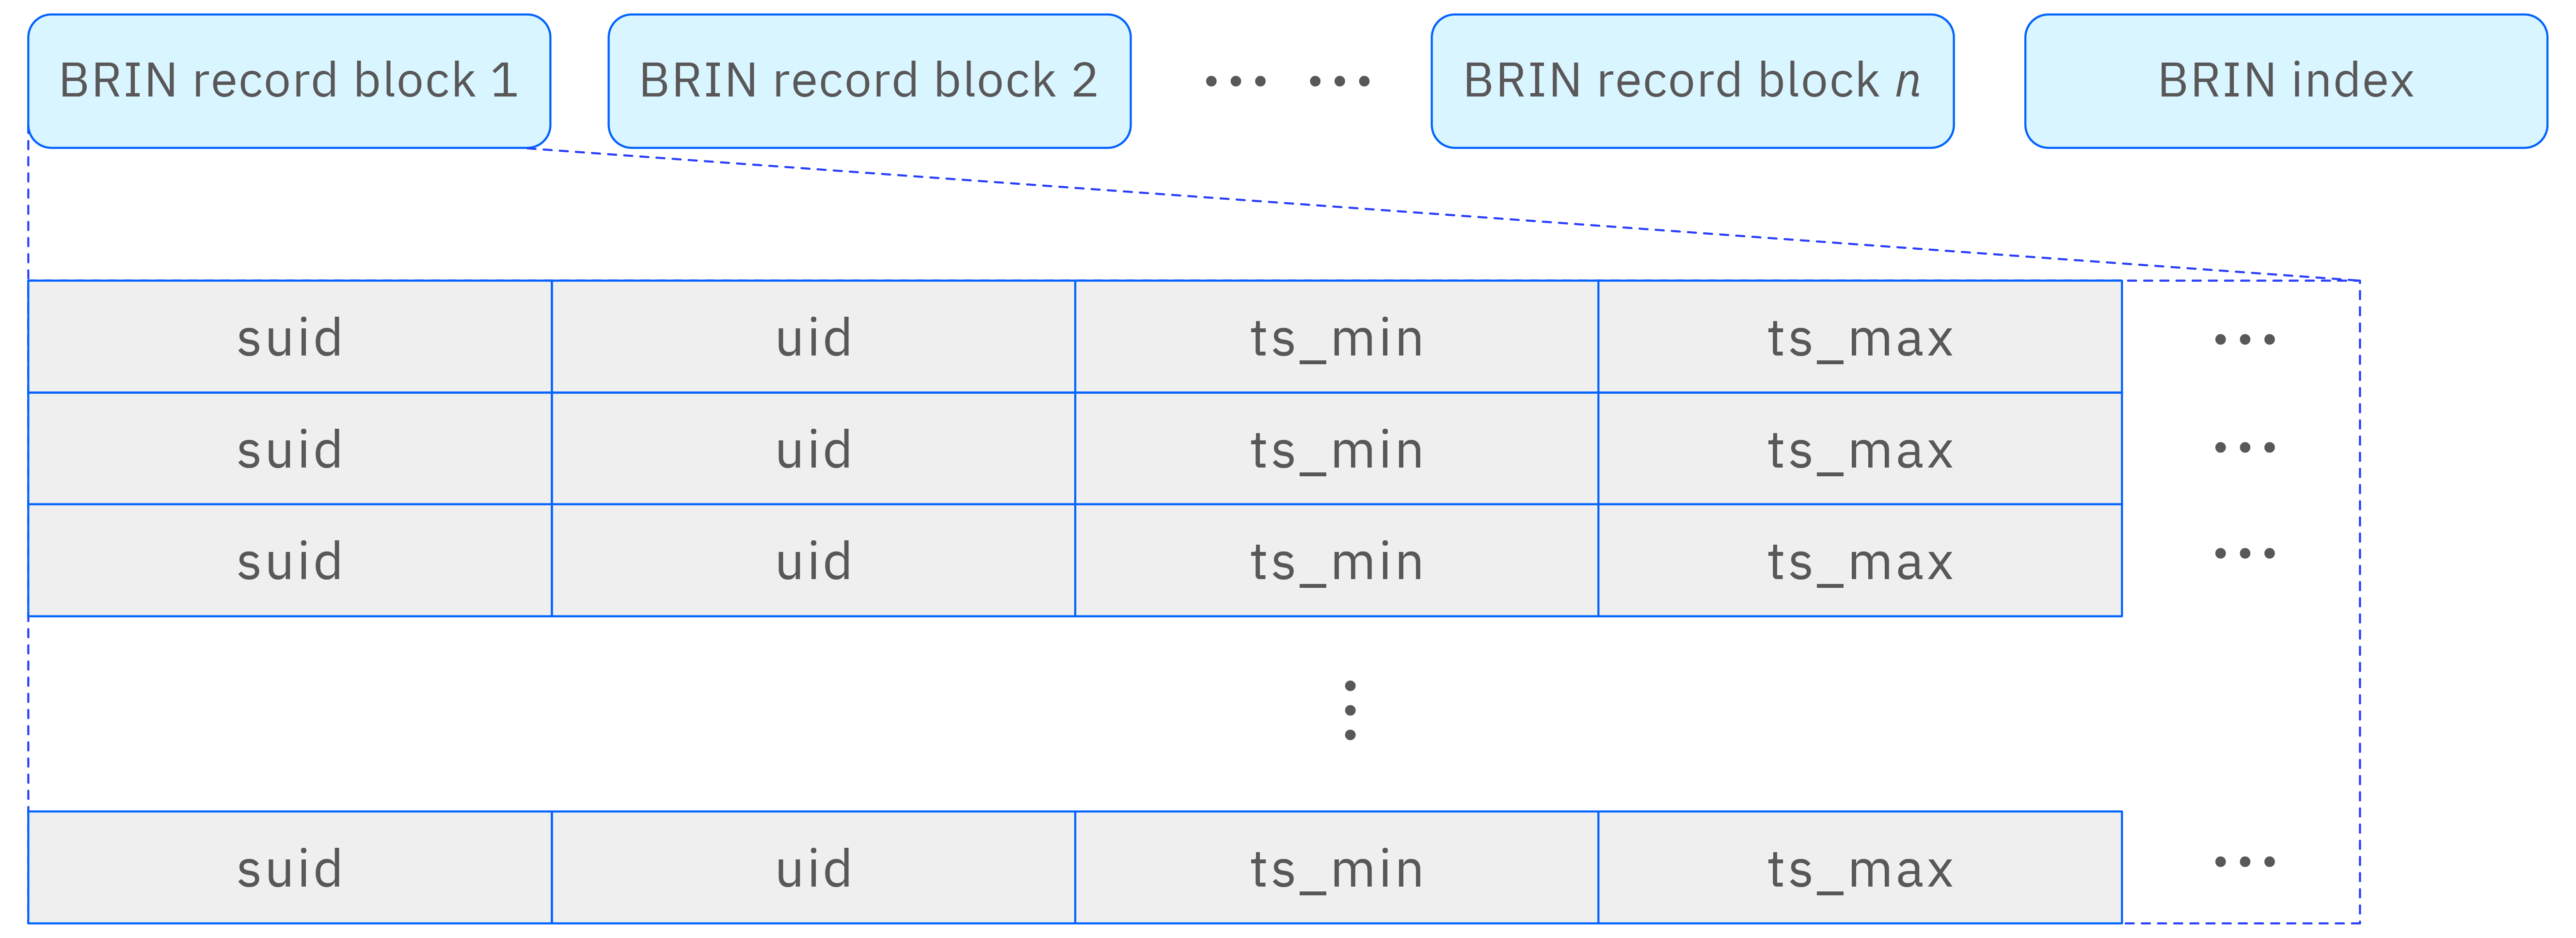 BRIN record block 1 BRIN record block 2 ... ... BRIN record block n BRIN index
suid uid ts_min ts_max ...
suid uid ts_min ts_max ...
suid uid ts_min ts_max ...
⋮
suid uid ts_min ts_max ...